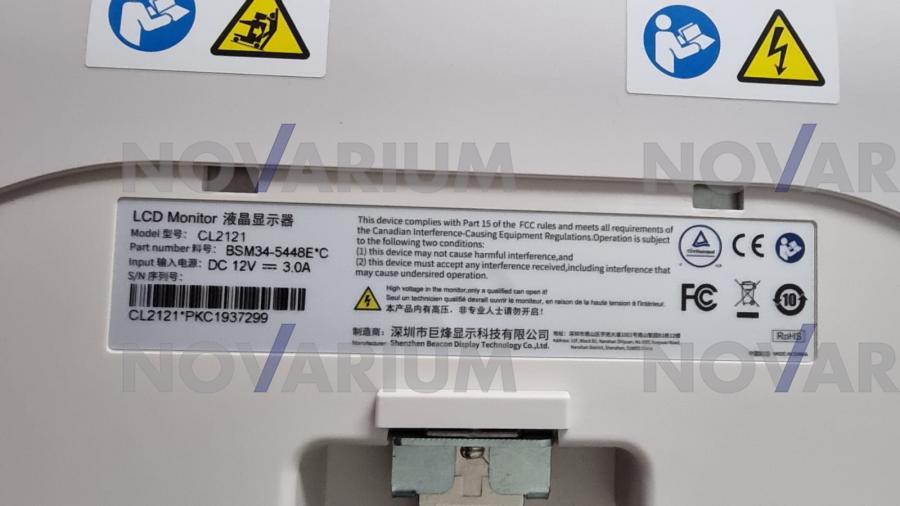 NOVARIUM
NOVAR
LCD Monitor 液晶显示器
Model 型号: CL2121
Part number 料号: BSM34-5448E*C
Input 输入电源: DC 12V 3.0A
S/N 序列号:
CL2121*PKC1937299
This device complies with Part 15 of the FCC rules and meets all requirements of
the Canadian Interference-Causing Equipment Regulations.Operation is subject
to the following two conditions:
(1) this device may not cause harmful interference,and
(2) this device must accept any interference received,including interference that
may cause undersired operation.
High voltage in the monitor,only a qualified can open it!
Seul un technicien qualifié devrait ouvrir le moniteur, en raison de la haute tension à l'intérieur.
本产品内有高压，非专业人士请勿开启！
制造商: 深圳市巨烽显示科技有限公司
Manufacturer: Shenzhen Beacon Display Technology Co.,Ltd.
CE
FC
10
RoHS
NOVARIUM
NOVAR